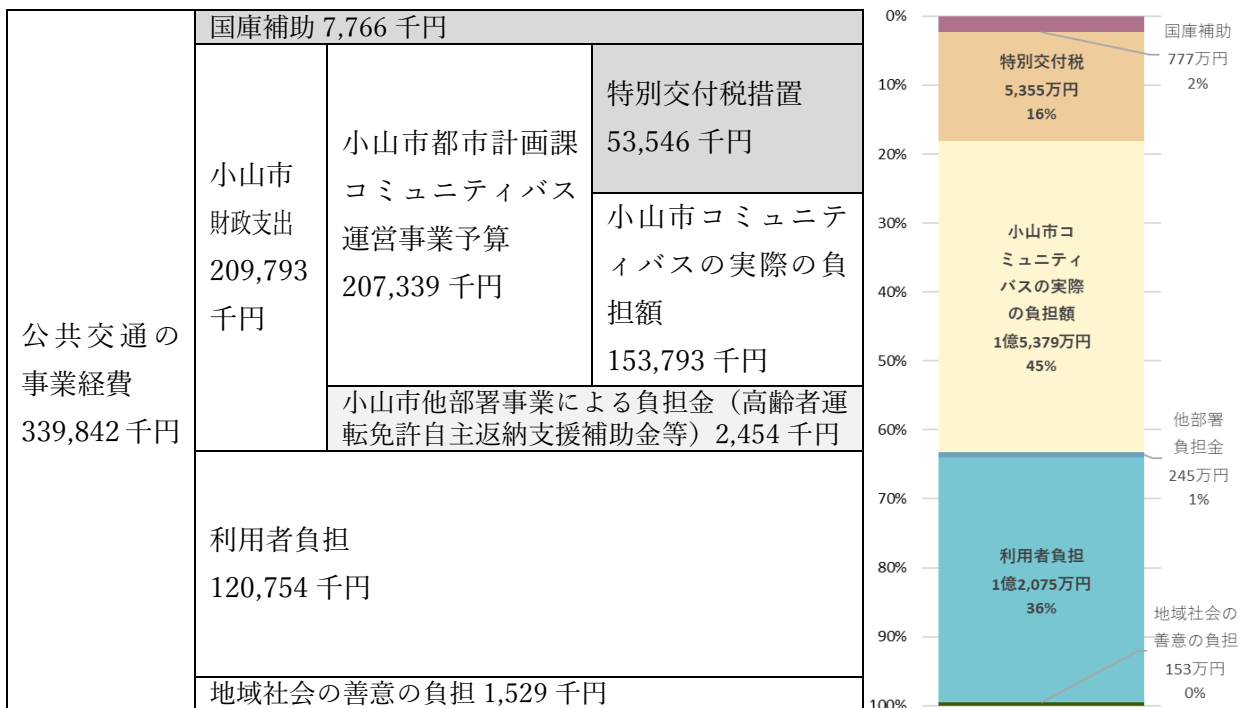 公共交通の
事業経費
339,842 千円
国庫補助 7,766 千円
小山市
財政支出
209,793
千円
小山市都市計画課
コミュニティバス
運営事業予算
207,339 千円
特別交付税措置
53,546 千円
小山市コミュニテ
ィバスの実際の負
担額
153,793 千円
小山市他部署事業による負担金（高齢者運
転免許自主返納支援補助金等）2,454 千円
利用者負担
120,754 千円
地域社会の善意の負担 1,529 千円
0%
10%
20%
30%
40%
50%
60%
70%
80%
90%
100%
国庫補助
777万円
2%
特別交付税
5,355万円
16%
小山市コ
ミュニティ
バスの実際
の負担額
1億5,379万円
45%
他部署
負担金
245万円
1%
利用者負担
1億2,075万円
36%
地域社会の
善意の負担
153万円
0%